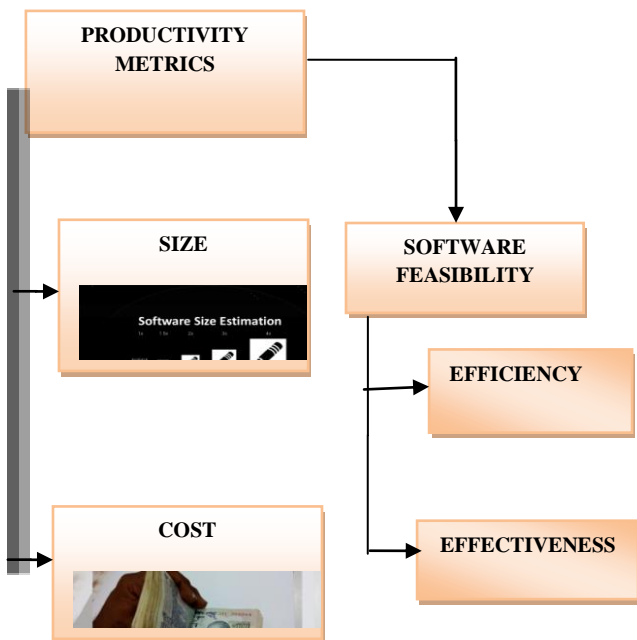 PRODUCTIVITY
METRICS
SIZE
Software Size Estimation
SOFTWARE
FEASIBILITY
EFFICIENCY
COST
EFFECTIVENESS